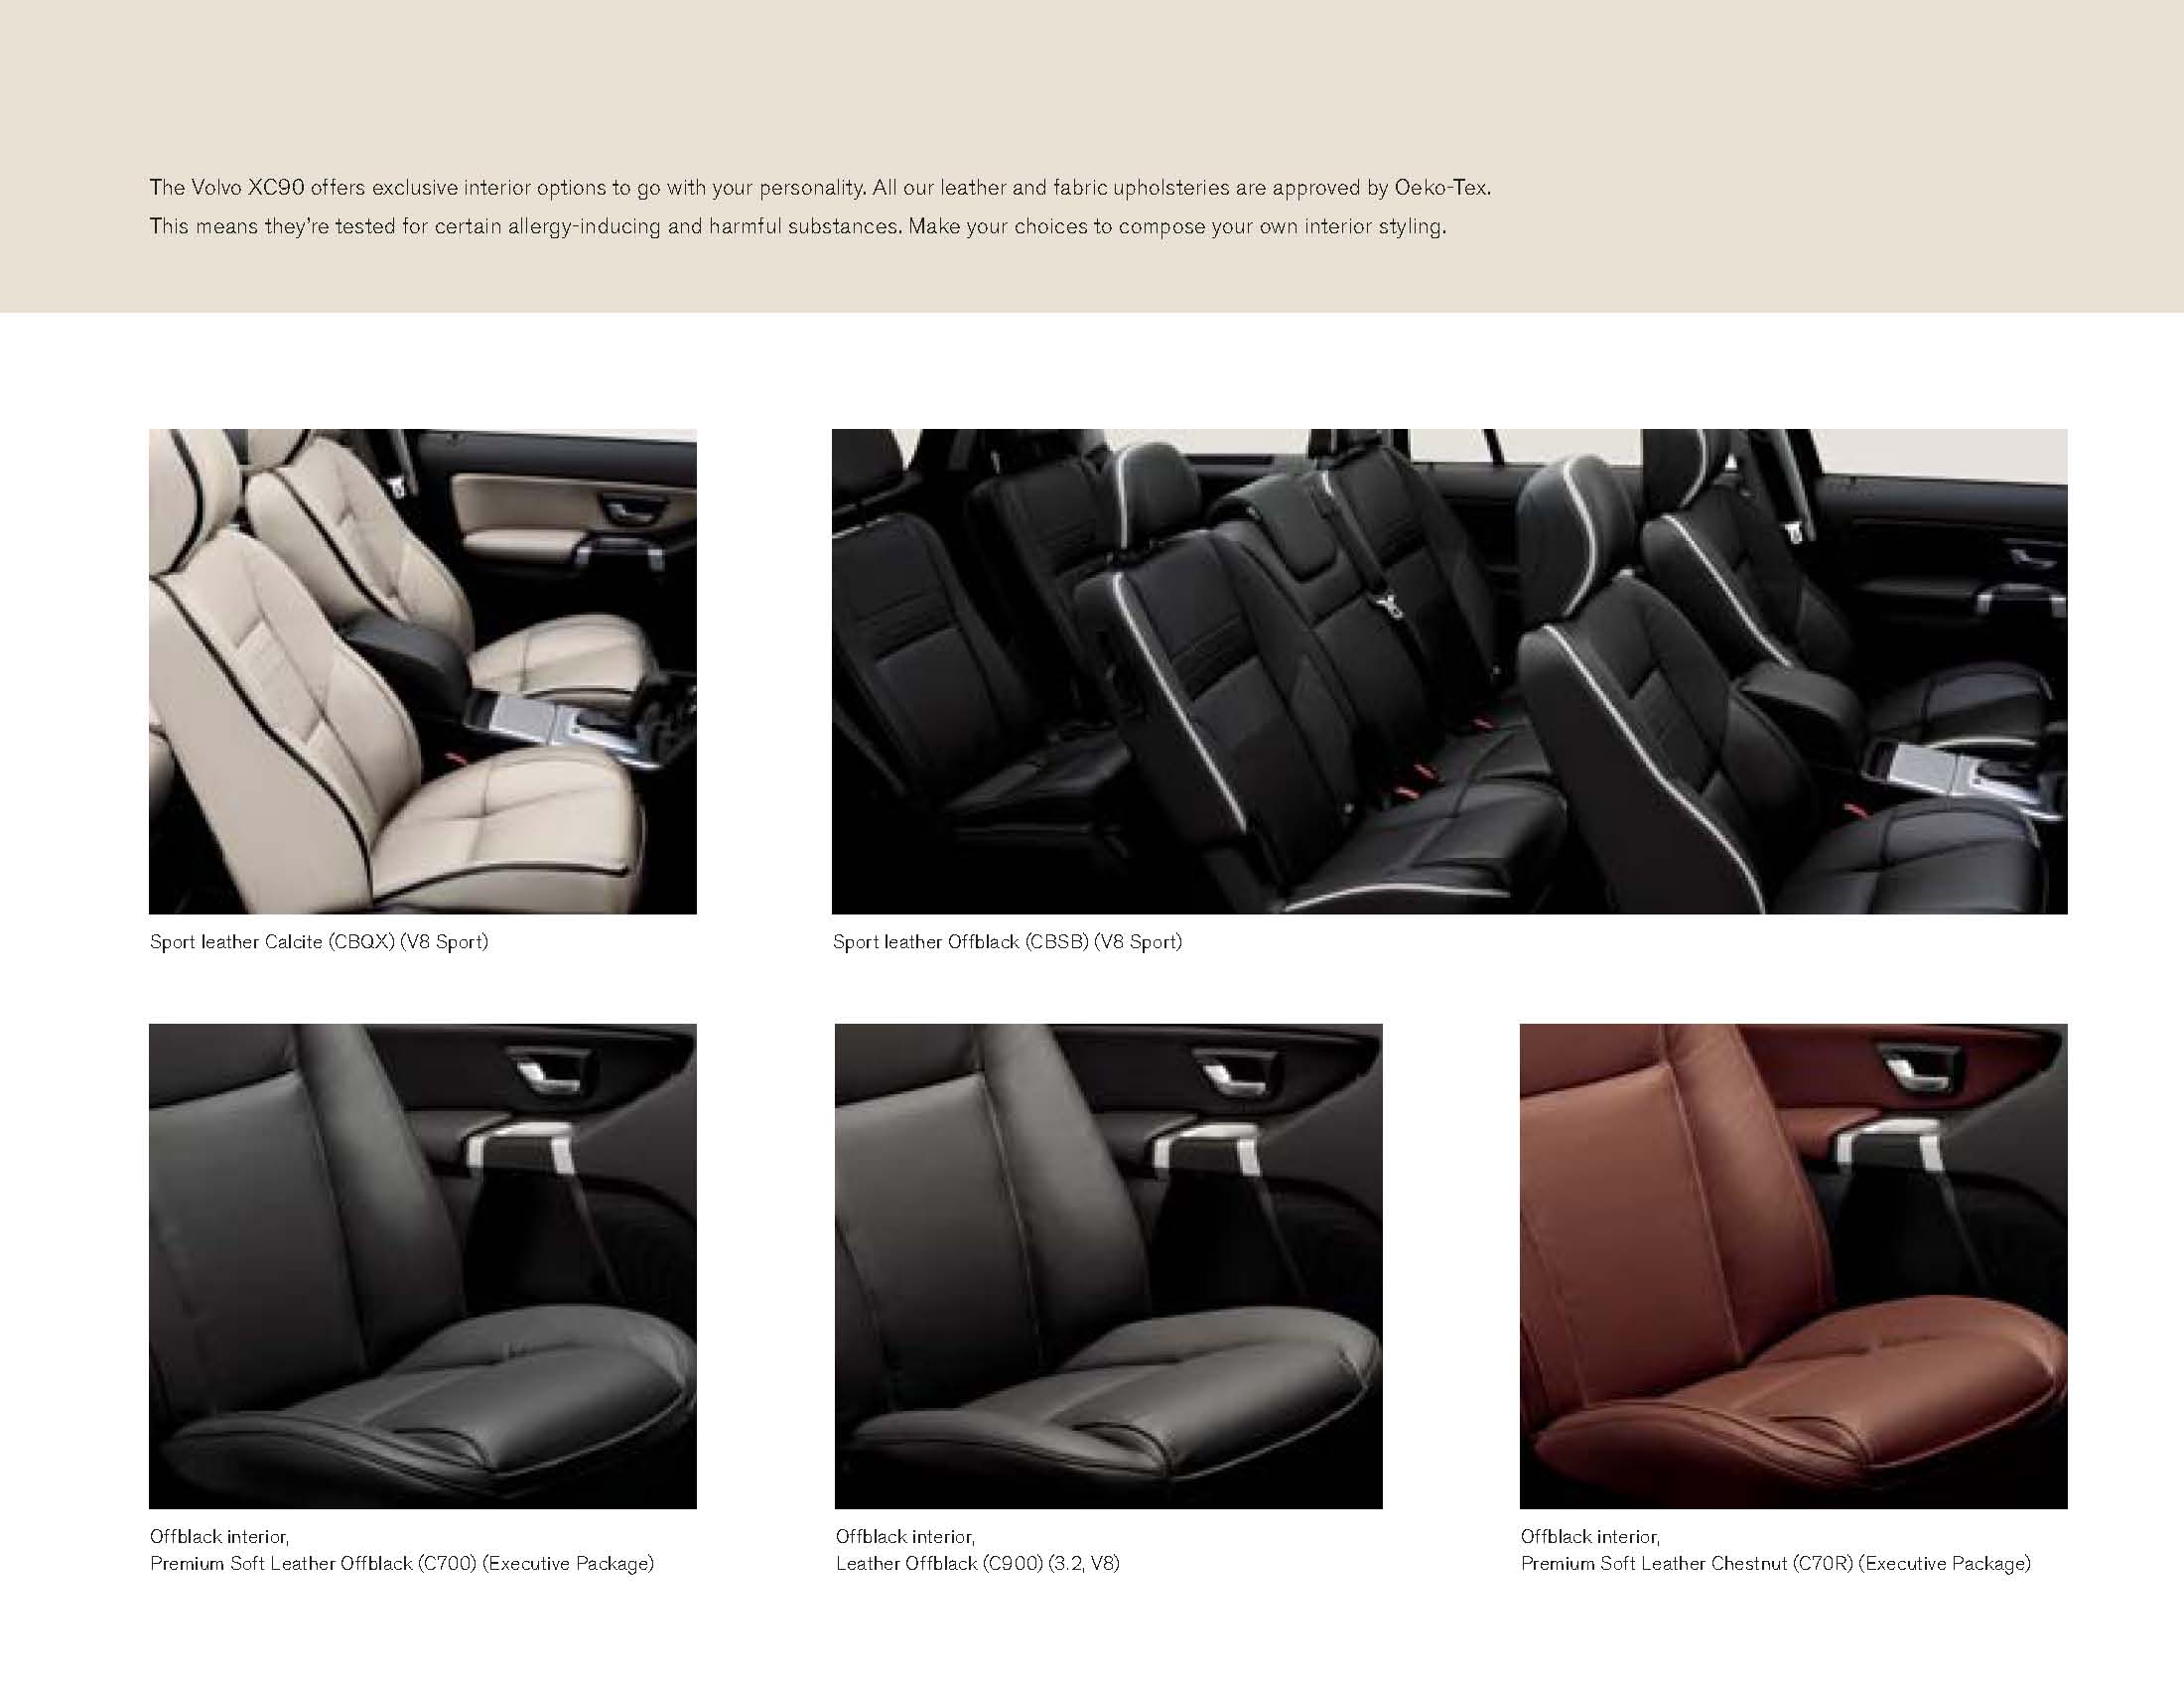 The Volvo XC90 offers exclusive interior options to go with your personality. All our leather and fabric upholsteries are approved by Oeko-Tex.
This means they're tested for certain allergy-inducing and harmful substances. Make your choices to compose your own interior styling.
Sport leather Calcite (CBQX) (V8 Sport)
Sport leather Offblack (CBSB) (V8 Sport)
Offblack interior,
Premium Soft Leather Offblack (C700) (Executive Package)
Offblack interior,
Leather Offblack (C900) (3.2, V8)
Offblack interior,
Premium Soft Leather Chestnut (C70R) (Executive Package)